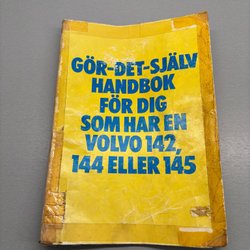 GÖR-DET-SJÄLV
HANDBOK
FÖR DIG
SOM HAR EN
VOLVO 142,
144 ELLER 145